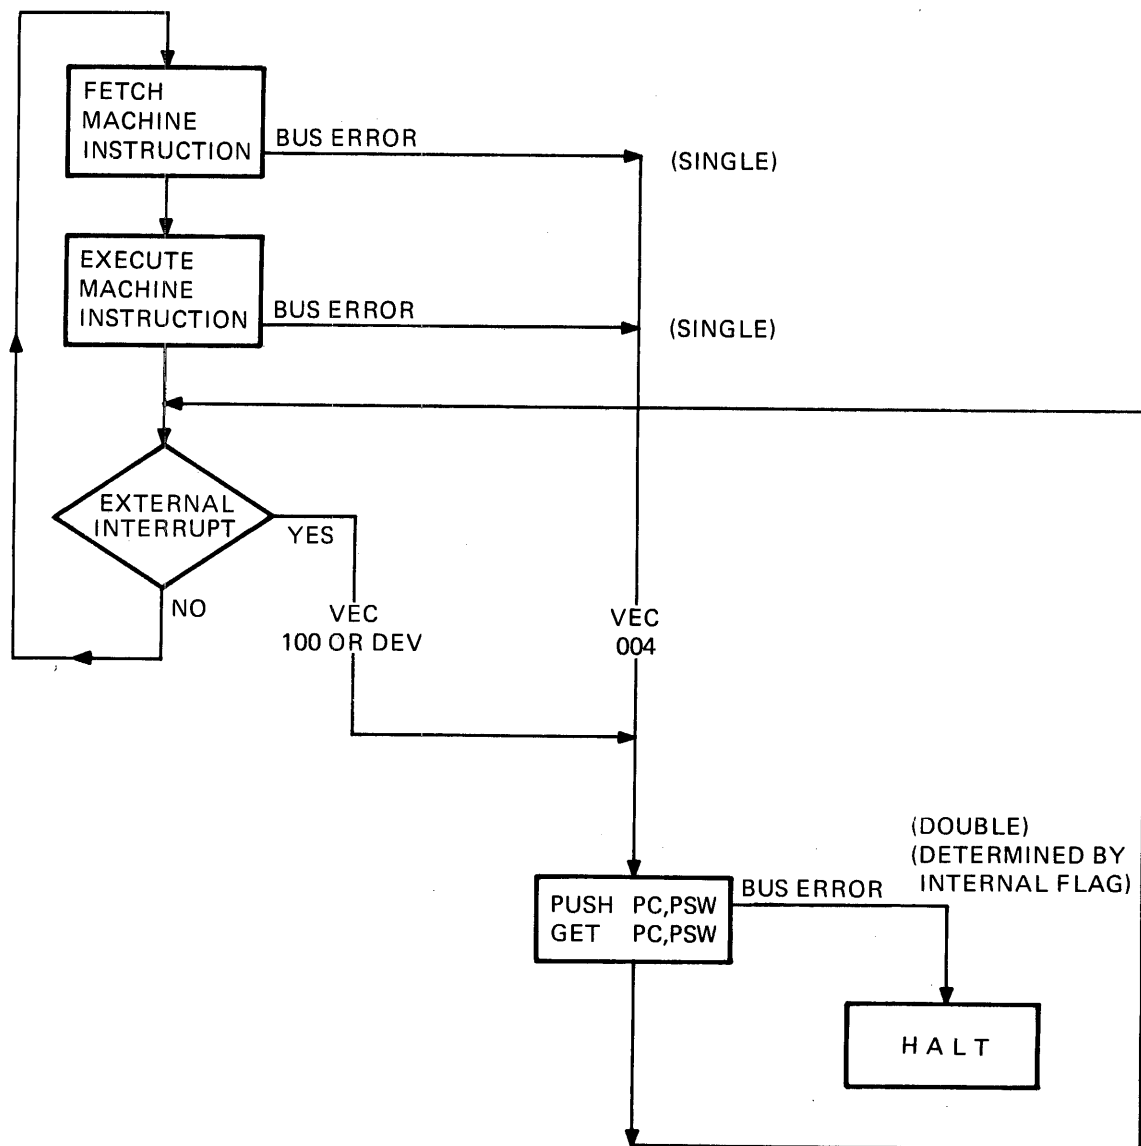 FETCH
MACHINE
INSTRUCTION
BUS ERROR
(SINGLE)
EXECUTE
MACHINE
INSTRUCTION
BUS ERROR
(SINGLE)
EXTERNAL
INTERRUPT
YES
NO
VEC
100 OR DEV
VEC
004
(DOUBLE)
(DETERMINED BY
INTERNAL FLAG)
BUS ERROR
PUSH PC,PSW
GET PC,PSW
HALT